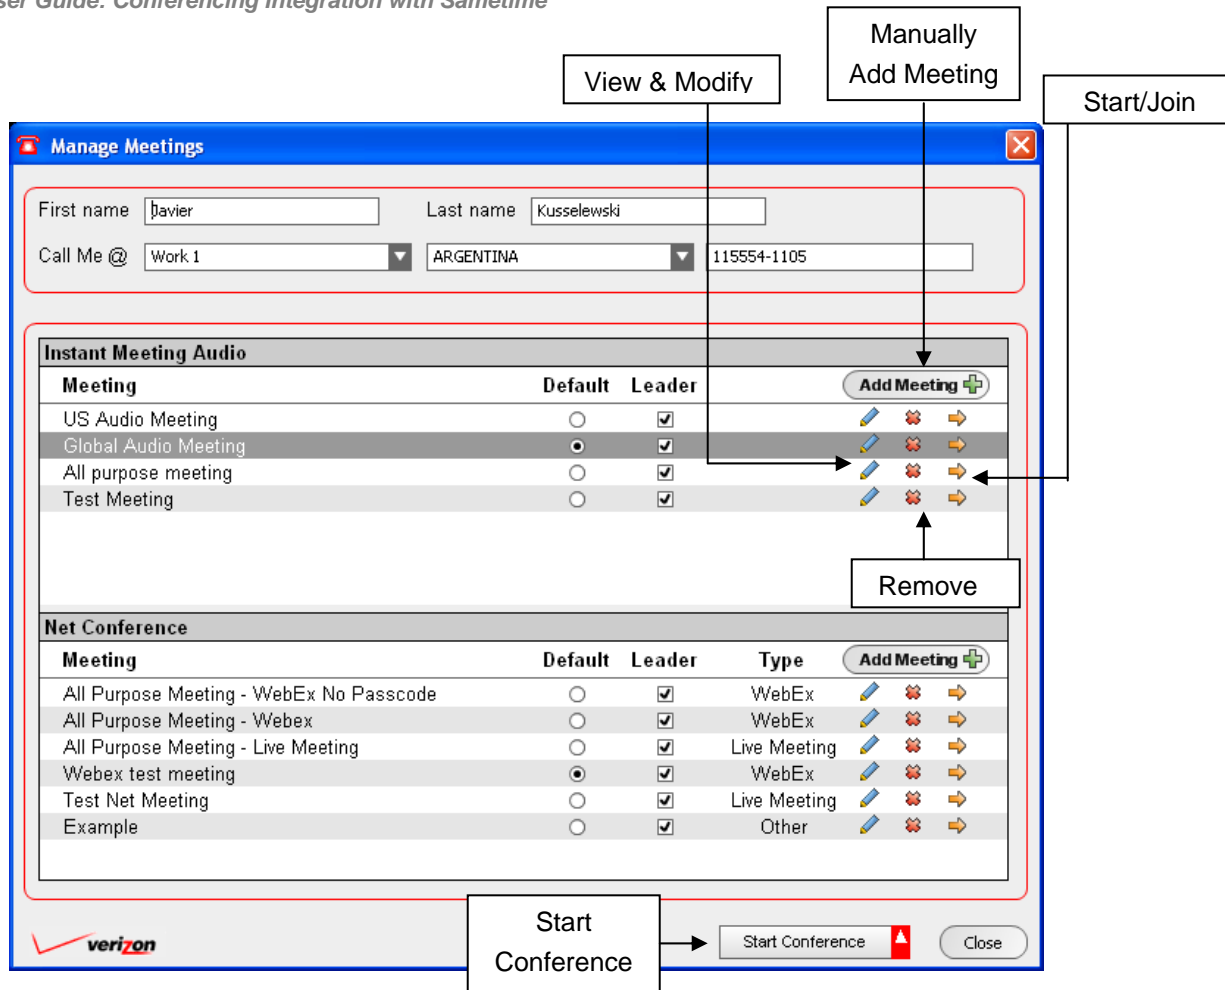 ser Guide: Conferencing Integration with Sametime
Manually
Add Meeting
View & Modify
Start/Join
Manage Meetings
First name Javier Last name Kusselewski
Call Me @ Work 1 ARGENTINA 115554-1105
Instant Meeting Audio
Meeting Default Leader Add Meeting
US Audio Meeting
Global Audio Meeting
All purpose meeting
Test Meeting
Remove
Net Conference
Meeting Default Leader Type Add Meeting
All Purpose Meeting - WebEx No Passcode WebEx
All Purpose Meeting - Webex WebEx
All Purpose Meeting - Live Meeting Live Meeting
Webex test meeting WebEx
Test Net Meeting Live Meeting
Example Other
Start
Conference
verizon Start Conference Close